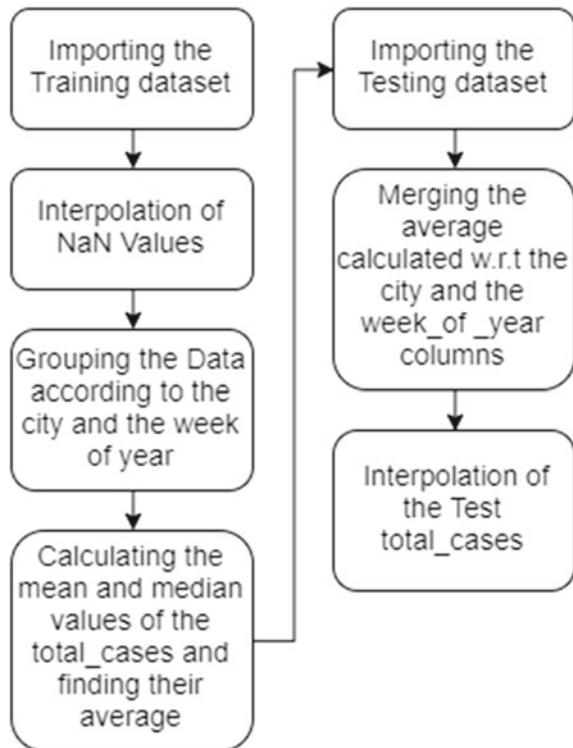 Importing the
Training dataset
Interpolation of
NaN Values
Grouping the Data
according to the
city and the week
of year
Calculating the
mean and median
values of the
total_cases and
finding their
average
Importing the
Testing dataset
Merging the
average
calculated w.r.t the
city and the
week_of _year
columns
Interpolation of
the Test
total_cases